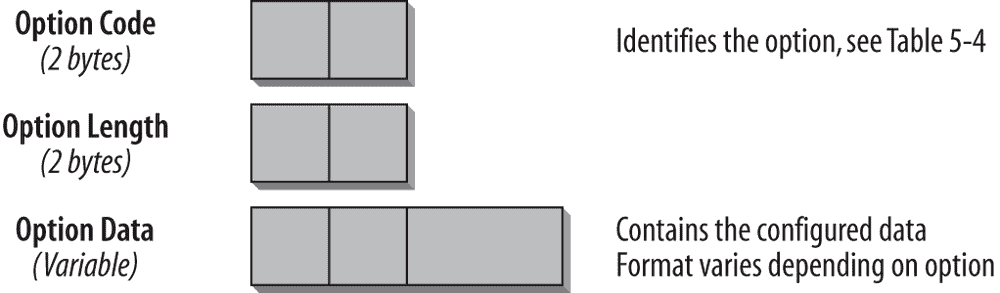 Option Code
(2 bytes)
Identifies the option, see Table 5-4
Option Length
(2 bytes)
Option Data
(Variable)
Contains the configured data
Format varies depending on option